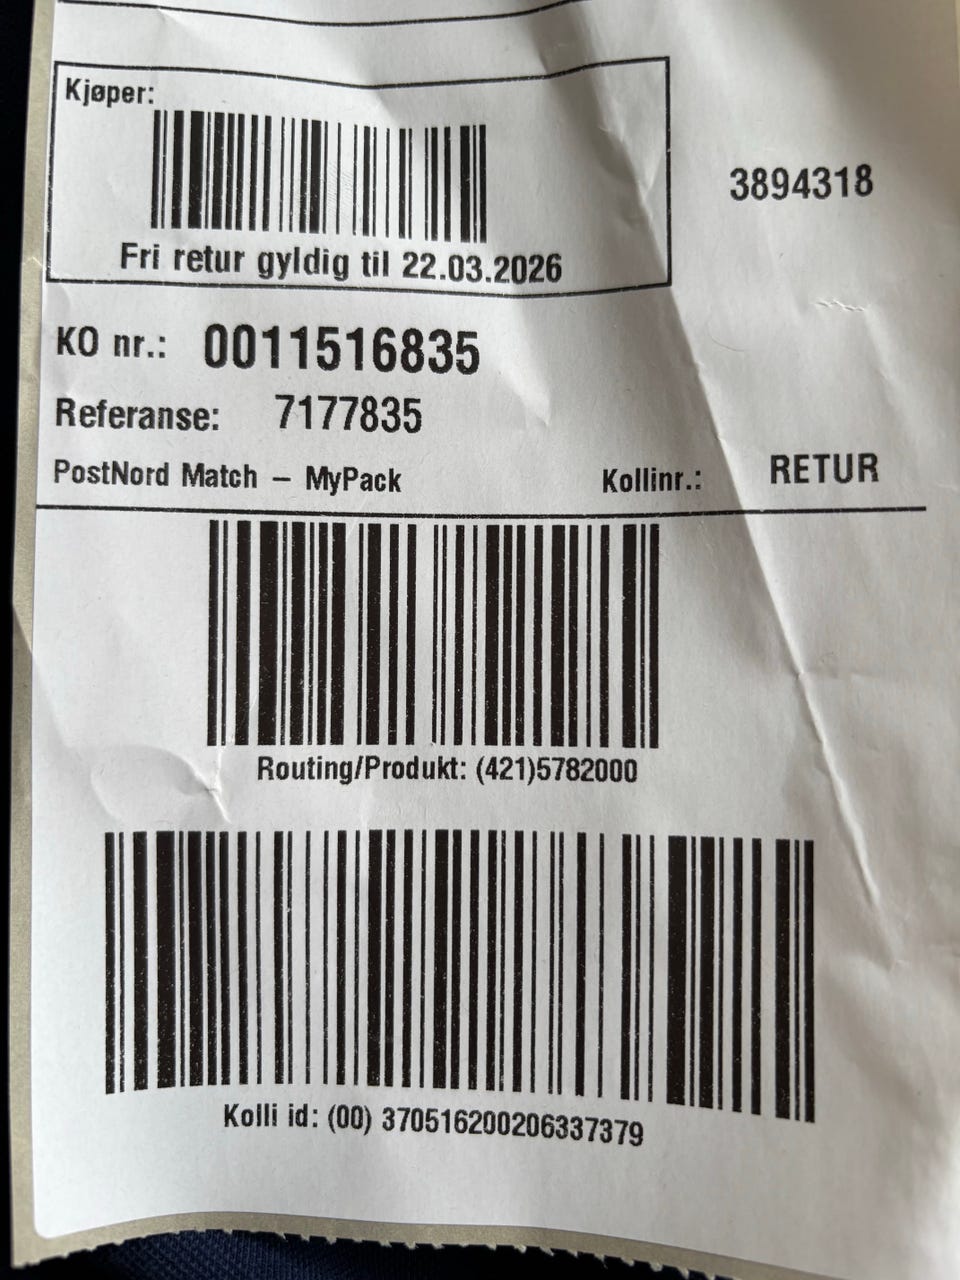 Kjøper:
3894318
Fri retur gyldig til 22.03.2026
KO nr.: 0011516835
Referanse: 7177835
PostNord Match – MyPack Kollinr.: RETUR
Routing/Produkt: (421)5782000
Kolli id: (00) 370516200206337379